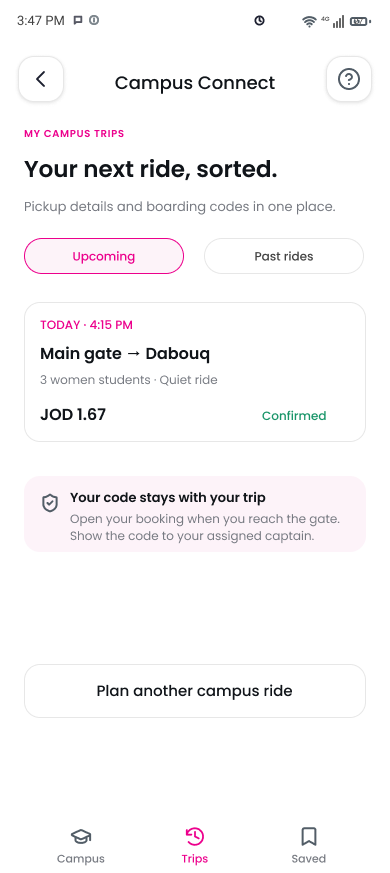 3:47 PM
4G
Campus Connect
MY CAMPUS TRIPS
Your next ride, sorted.
Pickup details and boarding codes in one place.
Upcoming
Past rides
TODAY · 4:15 PM
Main gate → Dabouq
3 women students · Quiet ride
JOD 1.67
Confirmed
Your code stays with your trip
Open your booking when you reach the gate.
Show the code to your assigned captain.
Plan another campus ride
Campus
Trips
Saved